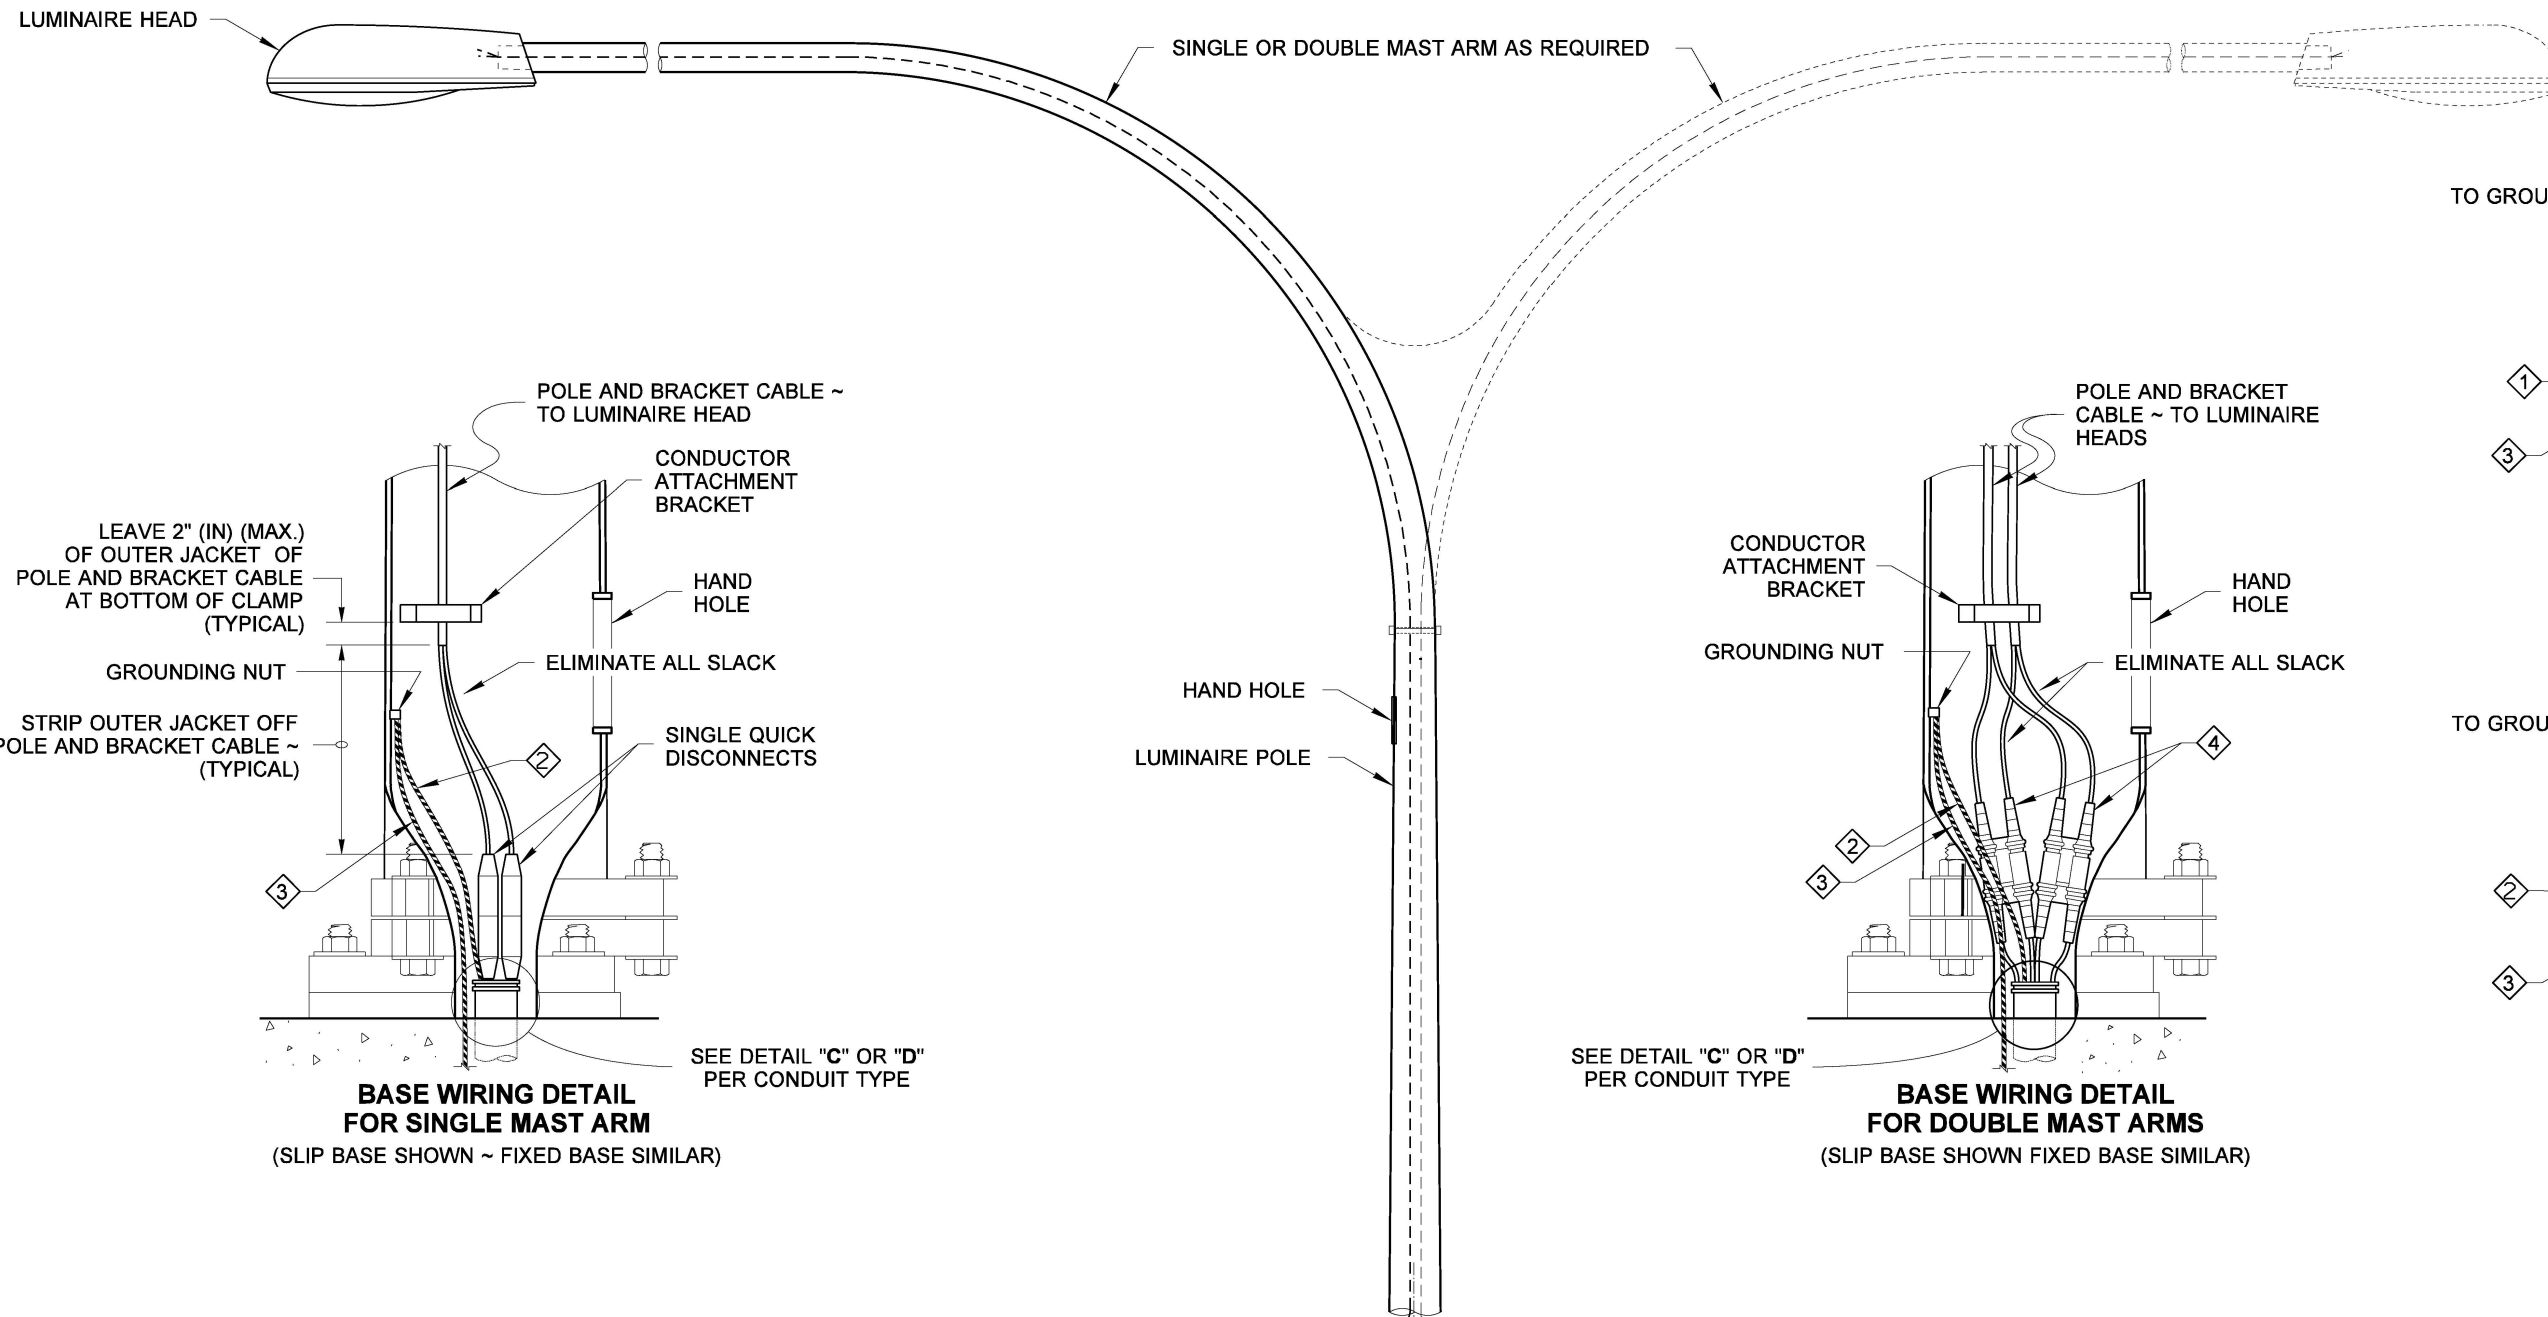 LUMINAIRE HEAD
SINGLE OR DOUBLE MAST ARM AS REQUIRED
TO GROU
POLE AND BRACKET CABLE ~
TO LUMINAIRE HEAD
CONDUCTOR
ATTACHMENT
BRACKET
LEAVE 2" (IN) (MAX.)
OF OUTER JACKET OF
POLE AND BRACKET CABLE
AT BOTTOM OF CLAMP
(TYPICAL)
HAND
HOLE
GROUNDING NUT
ELIMINATE ALL SLACK
STRIP OUTER JACKET OFF
POLE AND BRACKET CABLE ~
(TYPICAL)
SINGLE QUICK
DISCONNECTS
2
3
SEE DETAIL "C" OR "D"
PER CONDUIT TYPE
BASE WIRING DETAIL
FOR SINGLE MAST ARM
(SLIP BASE SHOWN ~ FIXED BASE SIMILAR)
HAND HOLE
LUMINAIRE POLE
POLE AND BRACKET
CABLE ~ TO LUMINAIRE
HEADS
CONDUCTOR
ATTACHMENT
BRACKET
HAND
HOLE
GROUNDING NUT
ELIMINATE ALL SLACK
4
2
3
SEE DETAIL "C" OR "D"
PER CONDUIT TYPE
BASE WIRING DETAIL
FOR DOUBLE MAST ARMS
(SLIP BASE SHOWN FIXED BASE SIMILAR)
1
3
TO GROU
2
3